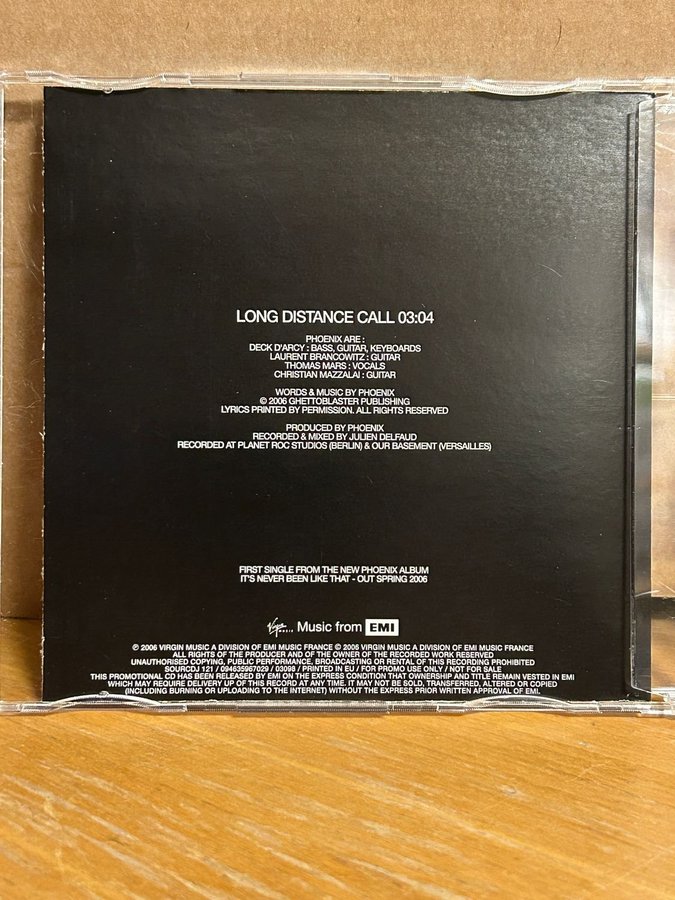 LONG DISTANCE CALL 03:04
PHOENIX ARE :
DECK D'ARCY : BASS, GUITAR, KEYBOARDS
LAURENT BRANCOWITZ : GUITAR
THOMAS MARS : VOCALS
CHRISTIAN MAZZALAI : GUITAR
WORDS & MUSIC BY PHOENIX
© 2006 GHETTOBLASTER PUBLISHING
LYRICS PRINTED BY PERMISSION. ALL RIGHTS RESERVED
PRODUCED BY PHOENIX
RECORDED & MIXED BY JULIEN DELFAUD
RECORDED AT PLANET ROC STUDIOS (BERLIN) & OUR BASEMENT (VERSAILLES)
FIRST SINGLE FROM THE NEW PHOENIX ALBUM
IT'S NEVER BEEN LIKE THAT - OUT SPRING 2006
Virgin MUSIC Music from EMI
℗ 2006 VIRGIN MUSIC A DIVISION OF EMI MUSIC FRANCE © 2006 VIRGIN MUSIC A DIVISION OF EMI MUSIC FRANCE
ALL RIGHTS OF THE PRODUCER AND OF THE OWNER OF THE RECORDED WORK RESERVED
UNAUTHORISED COPYING, PUBLIC PERFORMANCE, BROADCASTING OR RENTAL OF THIS RECORDING PROHIBITED
SOURCDJ 121 / 094635967029 / 03098 / PRINTED IN EU / FOR PROMO USE ONLY / NOT FOR SALE
THIS PROMOTIONAL CD HAS BEEN RELEASED BY EMI ON THE EXPRESS CONDITION THAT OWNERSHIP AND TITLE REMAIN VESTED IN EMI
WHICH MAY REQUIRE DELIVERY UP OF THIS RECORD AT ANY TIME. IT MAY NOT BE SOLD, TRANSFERRED, ALTERED OR COPIED
(INCLUDING BURNING OR UPLOADING TO THE INTERNET) WITHOUT THE EXPRESS PRIOR WRITTEN APPROVAL OF EMI.